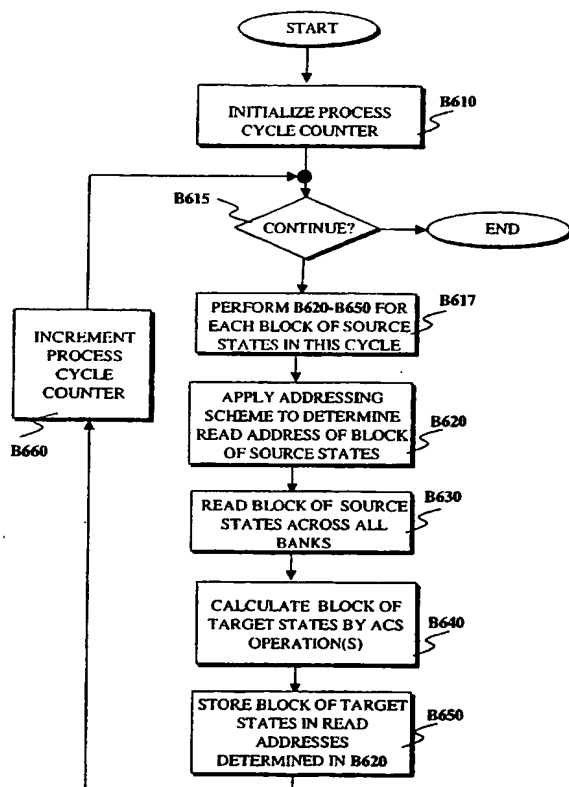 START
B610
INITIALIZE PROCESS
CYCLE COUNTER
B615
CONTINUE?
END
B617
PERFORM B620-B650 FOR
EACH BLOCK OF SOURCE
STATES IN THIS CYCLE
INCREMENT
PROCESS
CYCLE
COUNTER
B660
APPLY ADDRESSING
SCHEME TO DETERMINE
READ ADDRESS OF BLOCK
OF SOURCE STATES
B620
B630
READ BLOCK OF SOURCE
STATES ACROSS ALL
BANKS
CALCULATE BLOCK OF
TARGET STATES BY ACS
OPERATION(S)
B640
STORE BLOCK OF TARGET
STATES IN READ
ADDRESSES
DETERMINED IN B620
B650